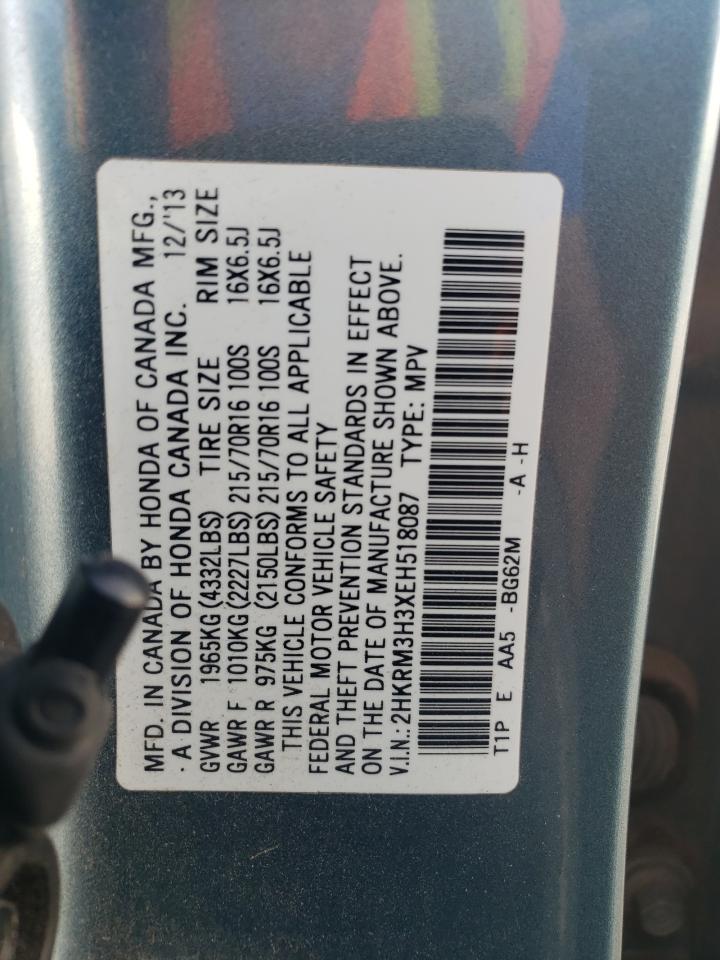 MFD. IN CANADA BY HONDA OF CANADA MFG.,
· A DIVISION OF HONDA CANADA INC. 12/'13
GVWR 1965KG (4332LBS) TIRE SIZE RIM SIZE
GAWR F 1010KG (2227LBS) 215/70R16 100S 16X6.5J
GAWR R 975KG (2150LBS) 215/70R16 100S 16X6.5J
THIS VEHICLE CONFORMS TO ALL APPLICABLE
FEDERAL MOTOR VEHICLE SAFETY
AND THEFT PREVENTION STANDARDS IN EFFECT
ON THE DATE OF MANUFACTURE SHOWN ABOVE.
V.I.N.: 2HKRM3H3XEH518087 TYPE: MPV
T1P E AA5 -BG62M -A -H